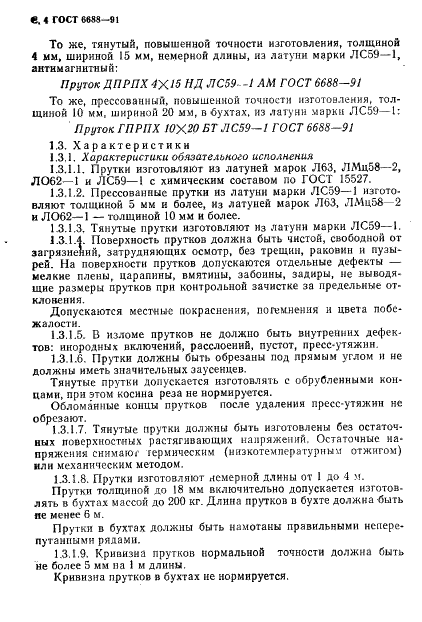 С. 4 ГОСТ 6688—91
То же, тянутый, повышенной точности изготовления, толщиной
4 мм, шириной 15 мм, немерной длины, из латуни марки ЛС59—1,
антимагнитный:
Пруток ДПРПХ 4×15 НД ЛС59—1 АМ ГОСТ 6688—91
То же, прессованный, повышенной точности изготовления, тол-
щиной 10 мм, шириной 20 мм, в бухтах, из латуни марки ЛС59—1:
Пруток ГПРПХ 10×20 БТ ЛС59—1 ГОСТ 6688—91
1.3. Характеристики
1.3.1. Характеристики обязательного исполнения
1.3.1.1. Прутки изготовляют из латуней марок Л63, ЛМц58—2,
ЛО62—1 и ЛС59—1 с химическим составом по ГОСТ 15527.
1.3.1.2. Прессованные прутки из латуни марки ЛС59—1 изгото-
вляют толщиной 5 мм и более, из латуней марок Л63, ЛМц58—2
и ЛО62—1 — толщиной 10 мм и более.
1.3.1.3. Тянутые прутки изготовляют из латуни марки ЛС59—1.
1.3.1.4. Поверхность прутков должна быть чистой, свободной от
загрязнений, затрудняющих осмотр, без трещин, раковин и пузы-
рей. На поверхности прутков допускаются отдельные дефекты —
мелкие плены, царапины, вмятины, забоины, задиры, не выводя-
щие размеры прутков при контрольной зачистке за предельные от-
клонения.
Допускаются местные покраснения, потемнения и цвета побе-
жалости.
1.3.1.5. В изломе прутков не должно быть внутренних дефек-
тов: инородных включений, расслоений, пустот, пресс-утяжин.
1.3.1.6. Прутки должны быть обрезаны под прямым углом и не
должны иметь значительных заусенцев.
Тянутые прутки допускается изготовлять с обрубленными кон-
цами, при этом косина реза не нормируется.
Обломанные концы прутков после удаления пресс-утяжин не
обрезают.
1.3.1.7. Тянутые прутки должны быть изготовлены без остаточ-
ных поверхностных растягивающих напряжений. Остаточные на-
пряжения снимают термическим (низкотемпературным отжигом)
или механическим методом.
1.3.1.8. Прутки изготовляют немерной длины от 1 до 4 м.
Прутки толщиной до 18 мм включительно допускается изготов-
лять в бухтах массой до 200 кг. Длина прутков в бухте должна быть
не менее 6 м.
Прутки в бухтах должны быть намотаны правильными непере-
путанными рядами.
1.3.1.9. Кривизна прутков нормальной точности должна быть
не более 5 мм на 1 м длины.
Кривизна прутков в бухтах не нормируется.